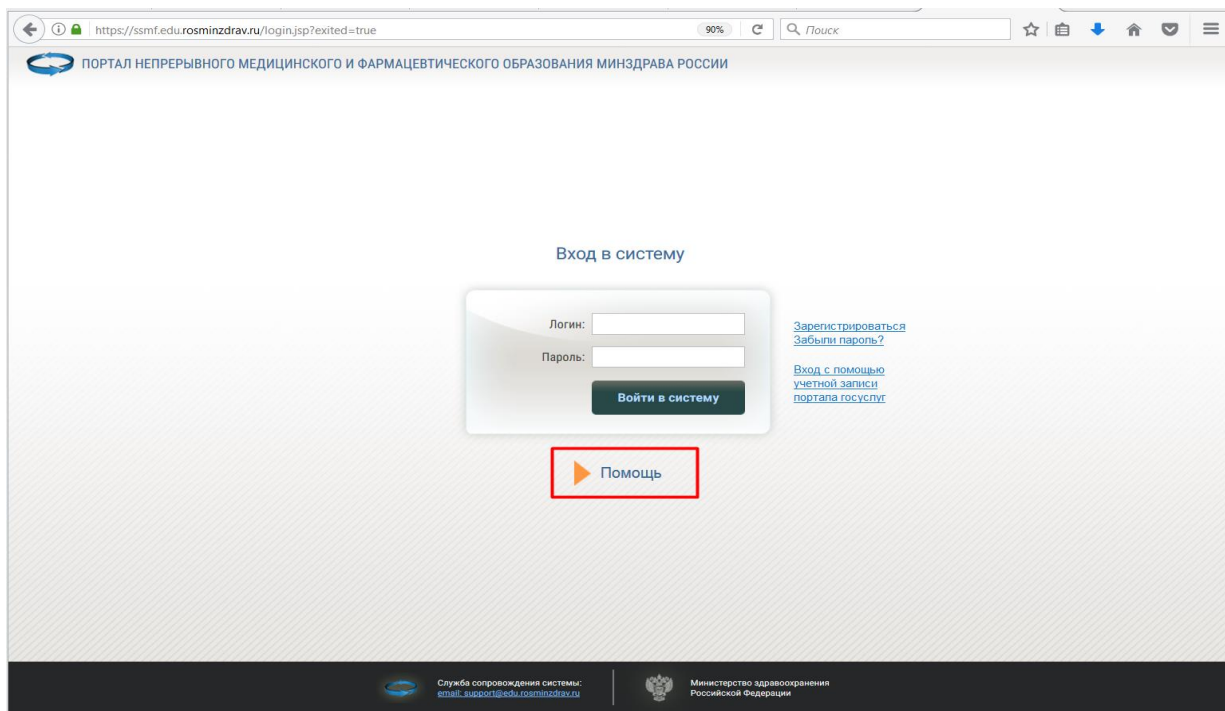 https://ssmf.edu.rosminzdrav.ru/login.jsp?exited=true
90%
Поиск
ПОРТАЛ НЕПРЕРЫВНОГО МЕДИЦИНСКОГО И ФАРМАЦЕВТИЧЕСКОГО ОБРАЗОВАНИЯ МИНЗДРАВА РОССИИ
Вход в систему
Логин:
Пароль:
Войти в систему
Зарегистрироваться
Забыли пароль?
Вход с помощью
учетной записи
портала госуслуг
Помощь
Служба сопровождения системы:
email: support@edu.rosminzdrav.ru
Министерство здравоохранения
Российской Федерации